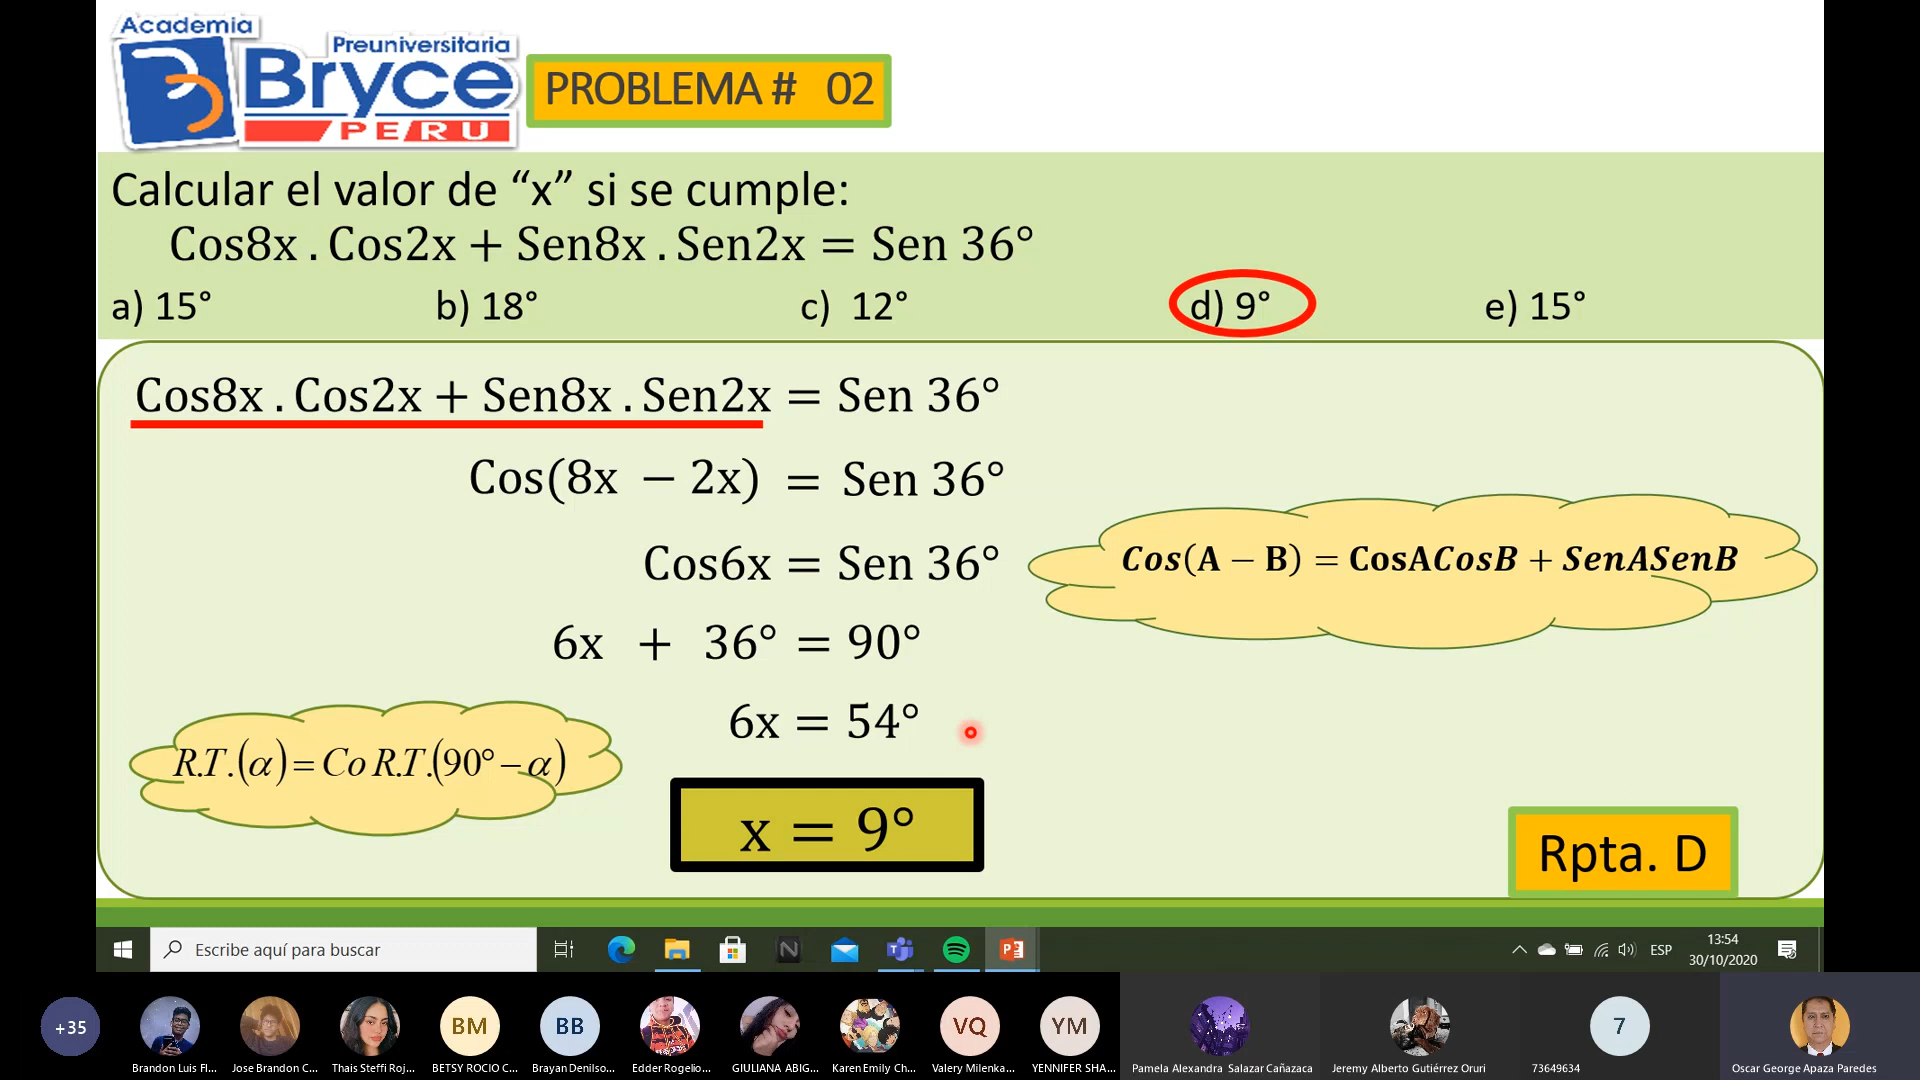 Academia
Preuniversitaria
Bryce
PERU
PROBLEMA # 02
Calcular el valor de “x” si se cumple:
Cos8x . Cos2x + Sen8x . Sen2x = Sen 36°
a) 15° b) 18° c) 12° d) 9° e) 15°
Cos8x . Cos2x + Sen8x . Sen2x = Sen 36°
Cos(8x − 2x) = Sen 36°
Cos6x = Sen 36°
Cos(A − B) = CosACosB + SenASenB
6x + 36° = 90°
6x = 54°
R.T.(α) = Co R.T.(90° − α)
x = 9°
Rpta. D
Escribe aquí para buscar
ESP
13:54
30/10/2020
+35
BM
BB
VQ
YM
7
Brandon Luis Fl...
Jose Brandon C...
Thais Steffi Roj...
BETSY ROCIO C...
Brayan Denilso...
Edder Rogelio...
GIULIANA ABIG...
Karen Emily Ch...
Valery Milenka...
YENNIFER SHA...
Pamela Alexandra Salazar Cañazaca
Jeremy Alberto Gutiérrez Oruri
73649634
Oscar George Apaza Paredes